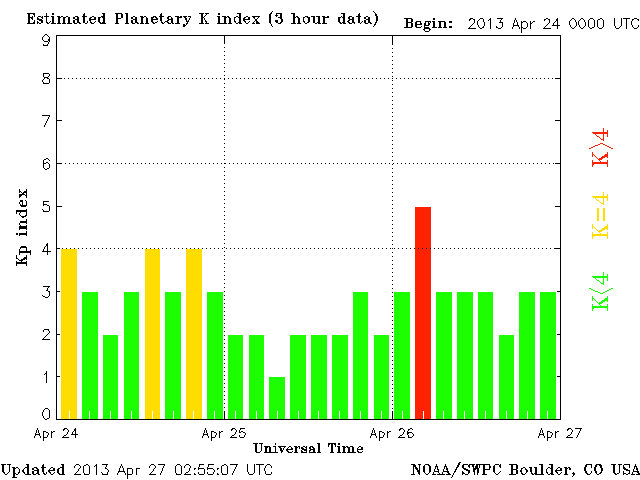 Estimated Planetary K index (3 hour data)
Begin: 2013 Apr 24 0000 UTC
9
8
7
6
5
4
3
2
1
0
Kp index
Apr 24
Apr 25
Apr 26
Apr 27
Universal Time
K>4
K=4
K<4
Updated 2013 Apr 27 02:55:07 UTC
NOAA/SWPC Boulder, CO USA